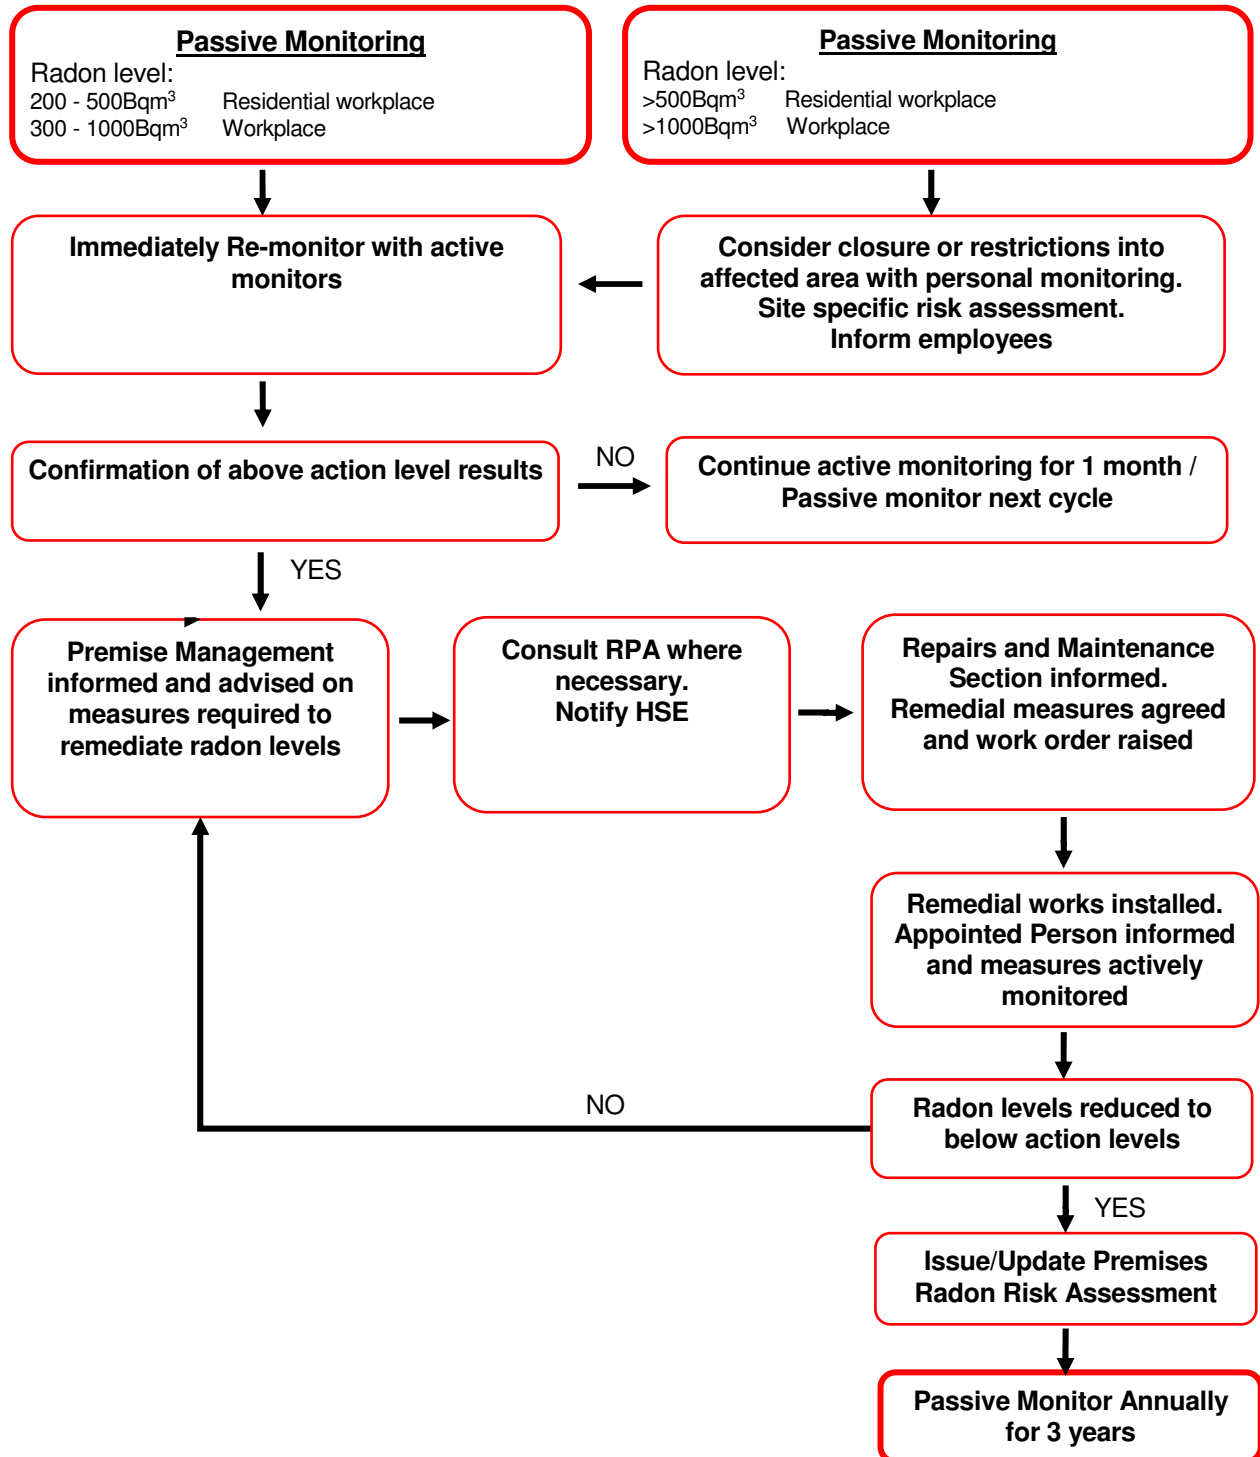 Passive Monitoring
Radon level:
200 - 500Bqm³ Residential workplace
300 - 1000Bqm³ Workplace
Passive Monitoring
Radon level:
>500Bqm³ Residential workplace
>1000Bqm³ Workplace
Immediately Re-monitor with active
monitors
Consider closure or restrictions into
affected area with personal monitoring.
Site specific risk assessment.
Inform employees
Confirmation of above action level results
NO
Continue active monitoring for 1 month /
Passive monitor next cycle
YES
Premise Management
informed and advised on
measures required to
remediate radon levels
Consult RPA where
necessary.
Notify HSE
Repairs and Maintenance
Section informed.
Remedial measures agreed
and work order raised
Remedial works installed.
Appointed Person informed
and measures actively
monitored
NO
Radon levels reduced to
below action levels
YES
Issue/Update Premises
Radon Risk Assessment
Passive Monitor Annually
for 3 years